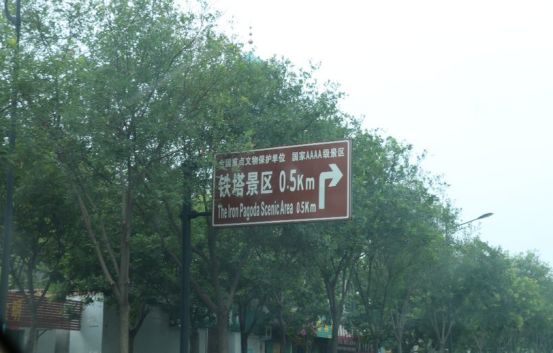 全国重点文物保护单位 国家AAAA级景区
铁塔景区 0.5Km
The Iron Pagoda Scenic Area 0.5Km